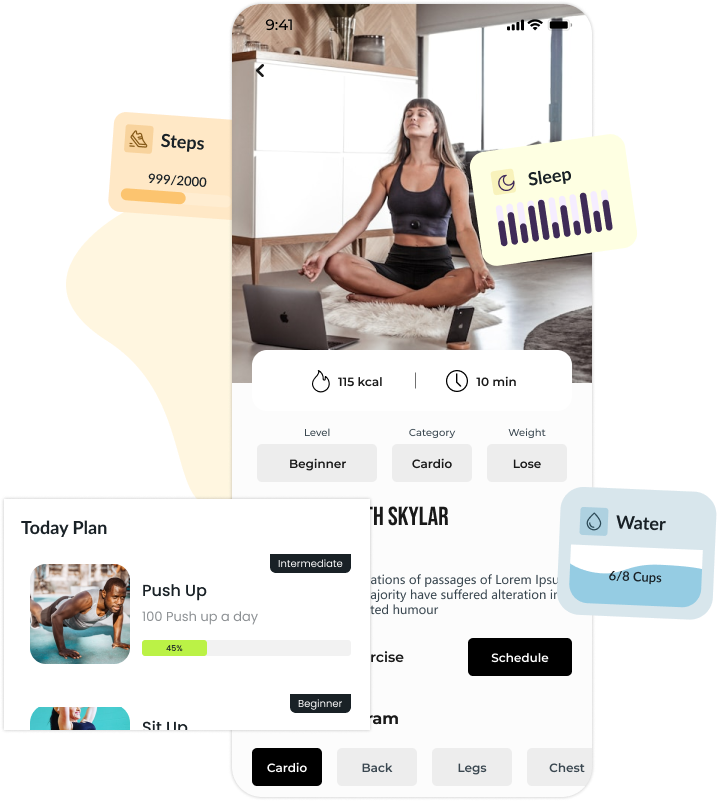 9:41
Steps
999/2000
Sleep
115 kcal
10 min
Level
Category
Weight
Beginner
Cardio
Lose
TH SKYLAR
Water
6/8 Cups
ations of passages of Lorem Ipsu
ajority have suffered alteration in
ted humour
rcise
Schedule
ram
Cardio
Back
Legs
Chest
Today Plan
Intermediate
Push Up
100 Push up a day
45%
Beginner
Sit Up